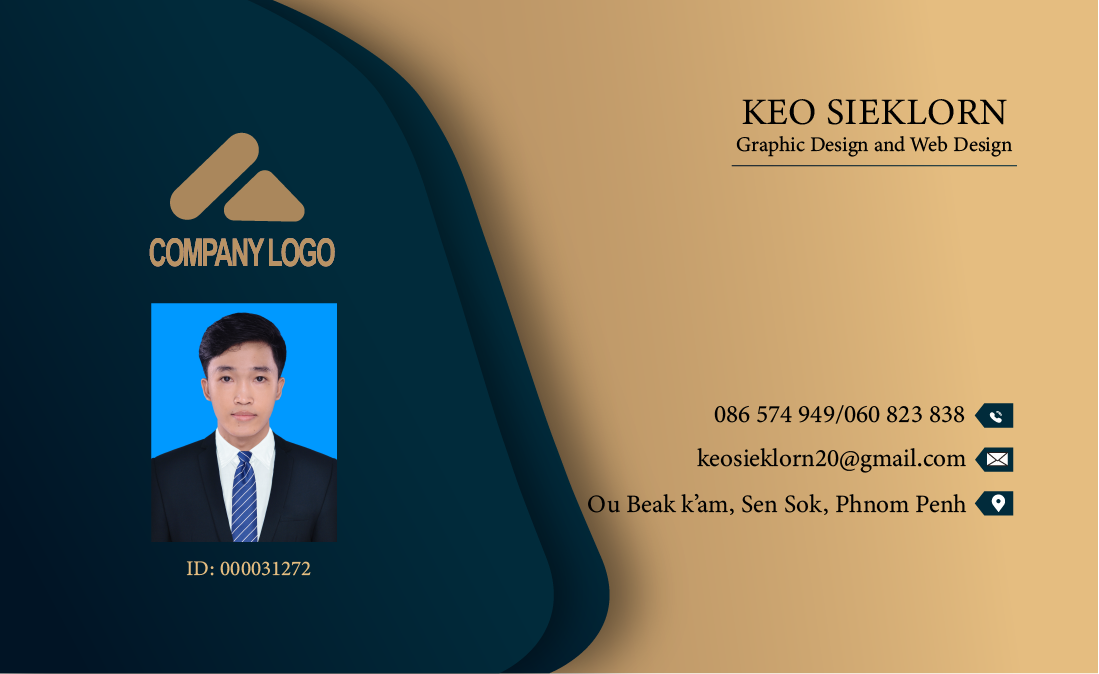 COMPANY LOGO
ID: 000031272
KEO SIEKLORN
Graphic Design and Web Design
086 574 949/060 823 838
keosieklorn20@gmail.com
Ou Beak k’am, Sen Sok, Phnom Penh